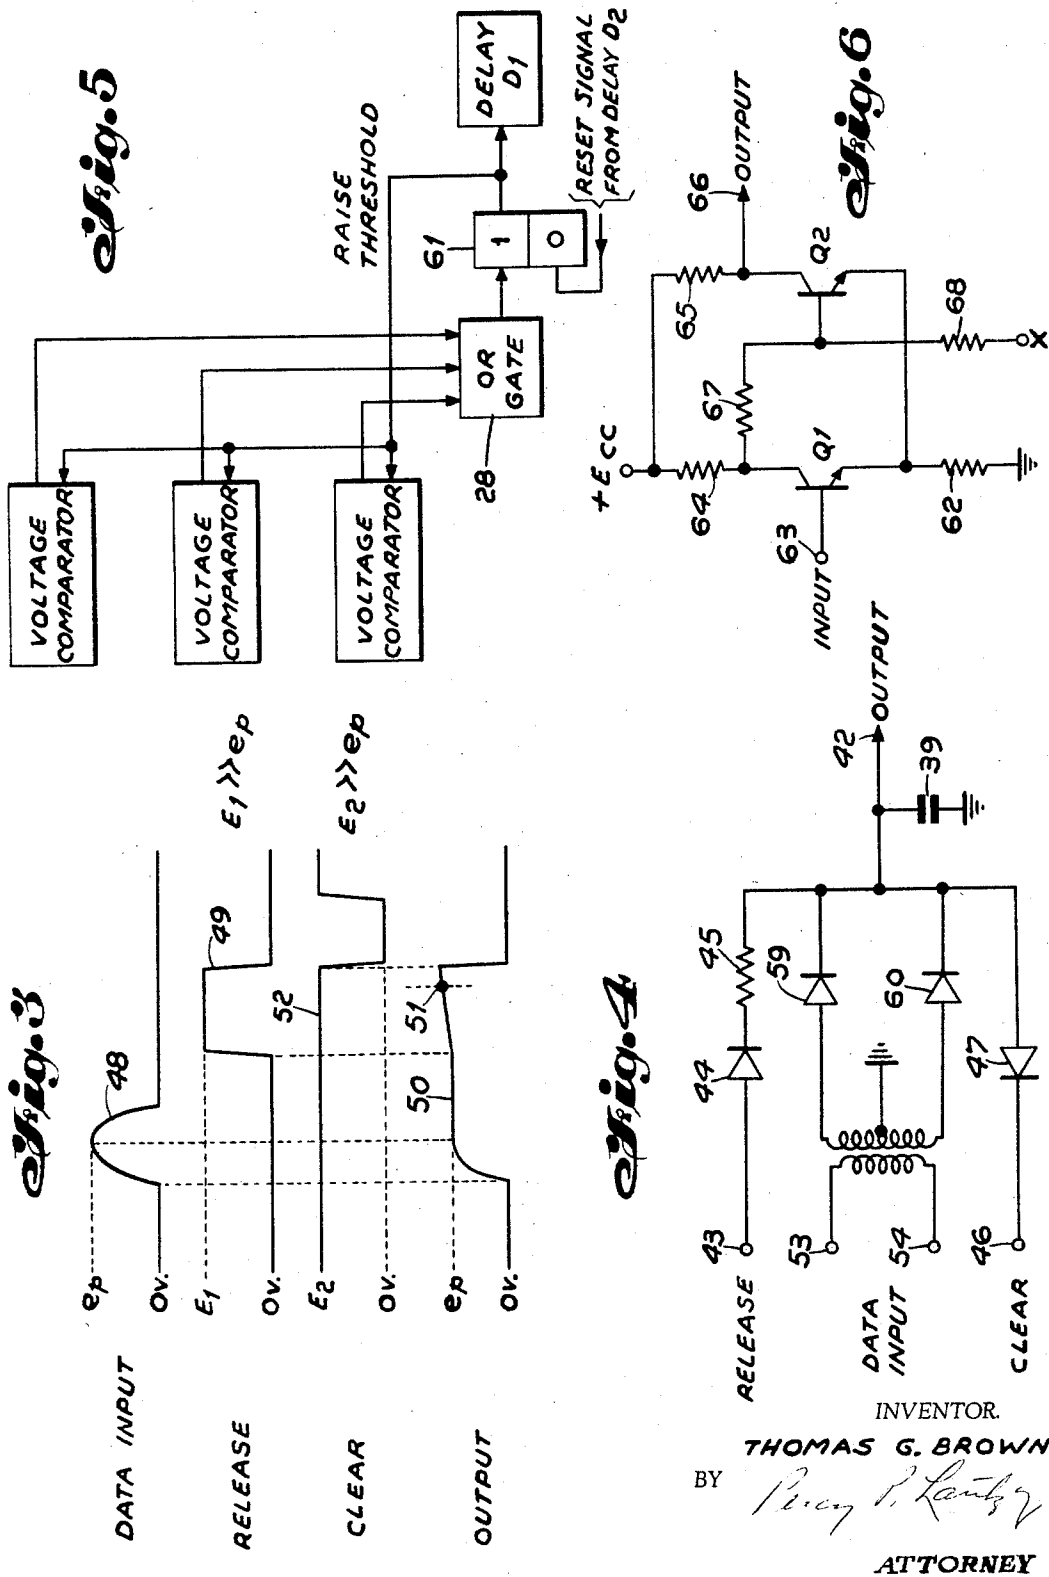 Fig. 3
DATA INPUT
ep
0V.
48
RELEASE
E1
0V.
49
E1>>ep
CLEAR
E2
0V.
52
E2>>ep
OUTPUT
ep
0V.
50
51
Fig. 5
VOLTAGE
COMPARATOR
VOLTAGE
COMPARATOR
VOLTAGE
COMPARATOR
RAISE
THRESHOLD
28
OR
GATE
61
1
0
DELAY
D1
RESET SIGNAL
FROM DELAY D2
Fig. 4
RELEASE
43
44
45
DATA
INPUT
53
54
59
60
CLEAR
46
47
39
42
OUTPUT
Fig. 6
+E CC
INPUT
63
64
65
66
OUTPUT
67
Q1
Q2
62
68
X
INVENTOR.
THOMAS G. BROWN
BY
Percy P. Lantzy
ATTORNEY